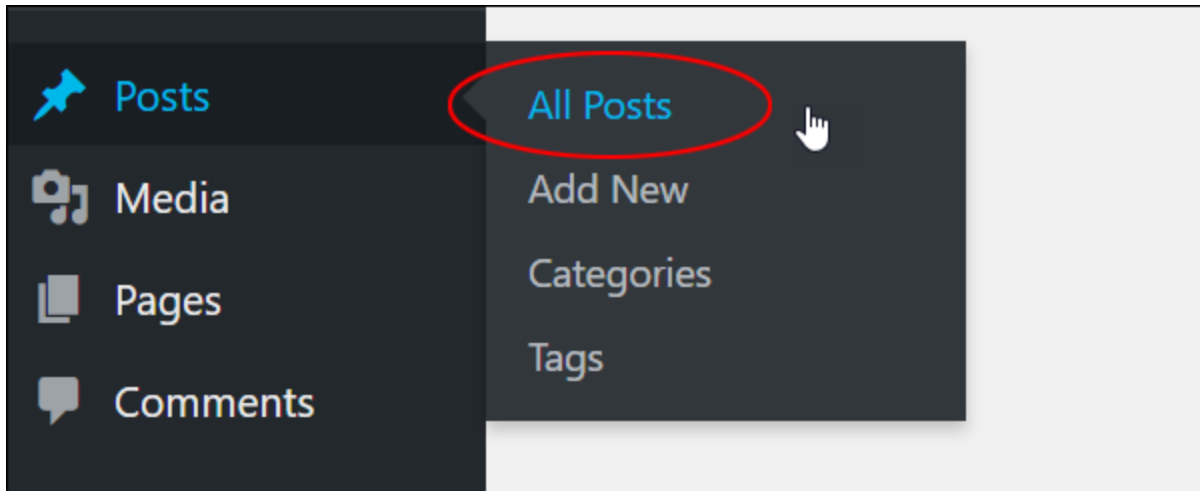 Posts
Media
Pages
Comments
All Posts
Add New
Categories
Tags